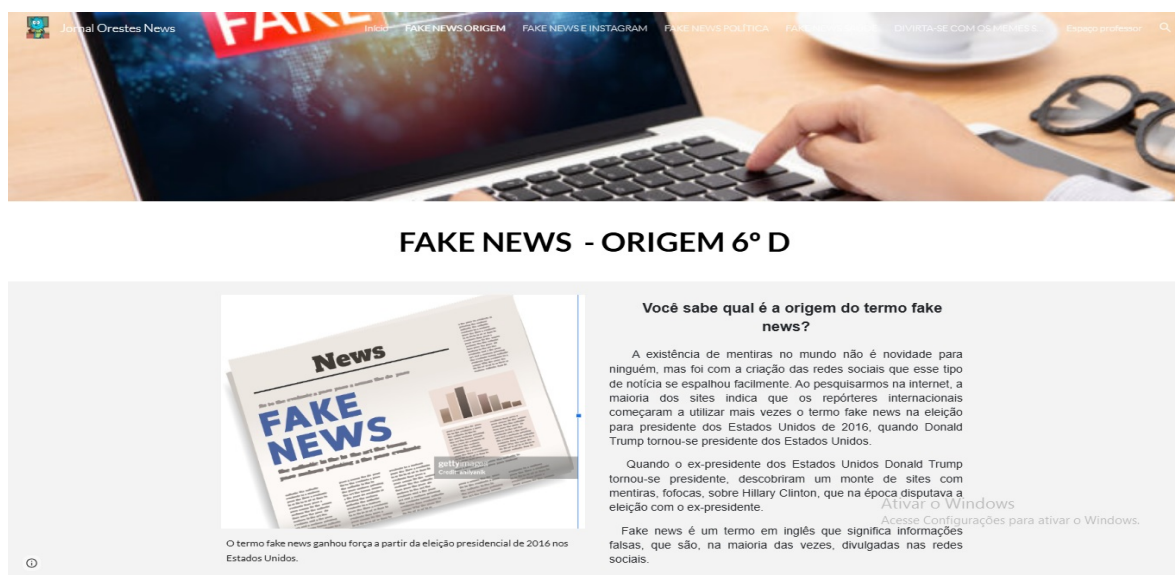 Jornal Orestes News
Início FAKE NEWS ORIGEM FAKE NEWS E INSTAGRAM FAKE NEWS POLÍTICA DIVIRTA-SE COM OS MEMES E... Espaço professor
FAKE NEWS - ORIGEM 6º D
News
FAKE
NEWS
gettyimages
Credit: andyenik
O termo fake news ganhou força a partir da eleição presidencial de 2016 nos
Estados Unidos.
Você sabe qual é a origem do termo fake
news?
A existência de mentiras no mundo não é novidade para
ninguém, mas foi com a criação das redes sociais que esse tipo
de notícia se espalhou facilmente. Ao pesquisarmos na internet, a
maioria dos sites indica que os repórteres internacionais
começaram a utilizar mais vezes o termo fake news na eleição
para presidente dos Estados Unidos de 2016, quando Donald
Trump tornou-se presidente dos Estados Unidos.
Quando o ex-presidente dos Estados Unidos Donald Trump
tornou-se presidente, descobriram um monte de sites com
mentiras, fofocas, sobre Hillary Clinton, que na época disputava a
eleição com o ex-presidente.
Fake news é um termo em inglês que significa informações
falsas, que são, na maioria das vezes, divulgadas nas redes
sociais.
Ativar o Windows
Acesse Configurações para ativar o Windows.